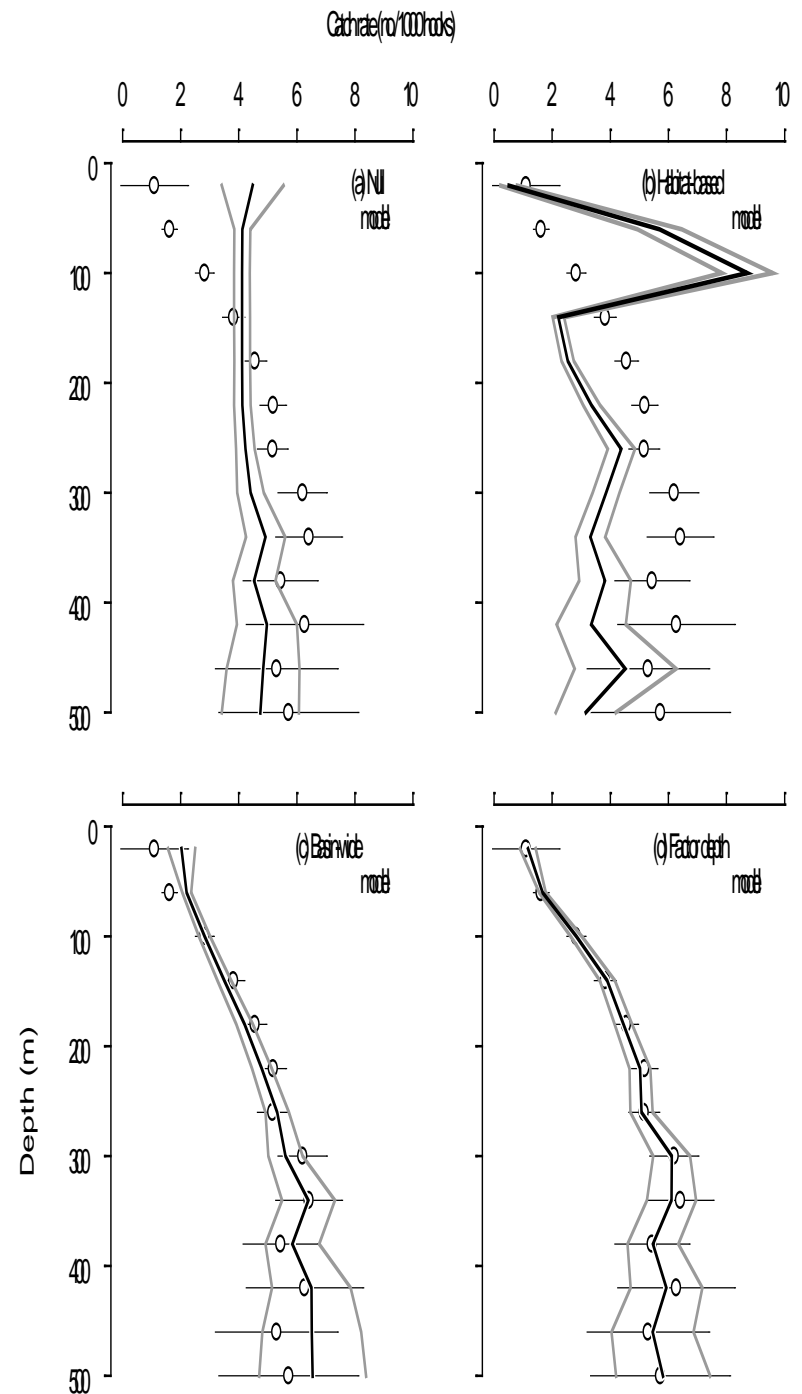 Catch rate (no/1000 hooks)
0 2 4 6 8 10
0 2 4 6 8 10
0
100
200
300
400
500
(a) Null
model
(b) Habitat-based
model
0
100
200
300
400
500
(c) Basin-wide
model
(d) Factor depth
model
Depth (m)